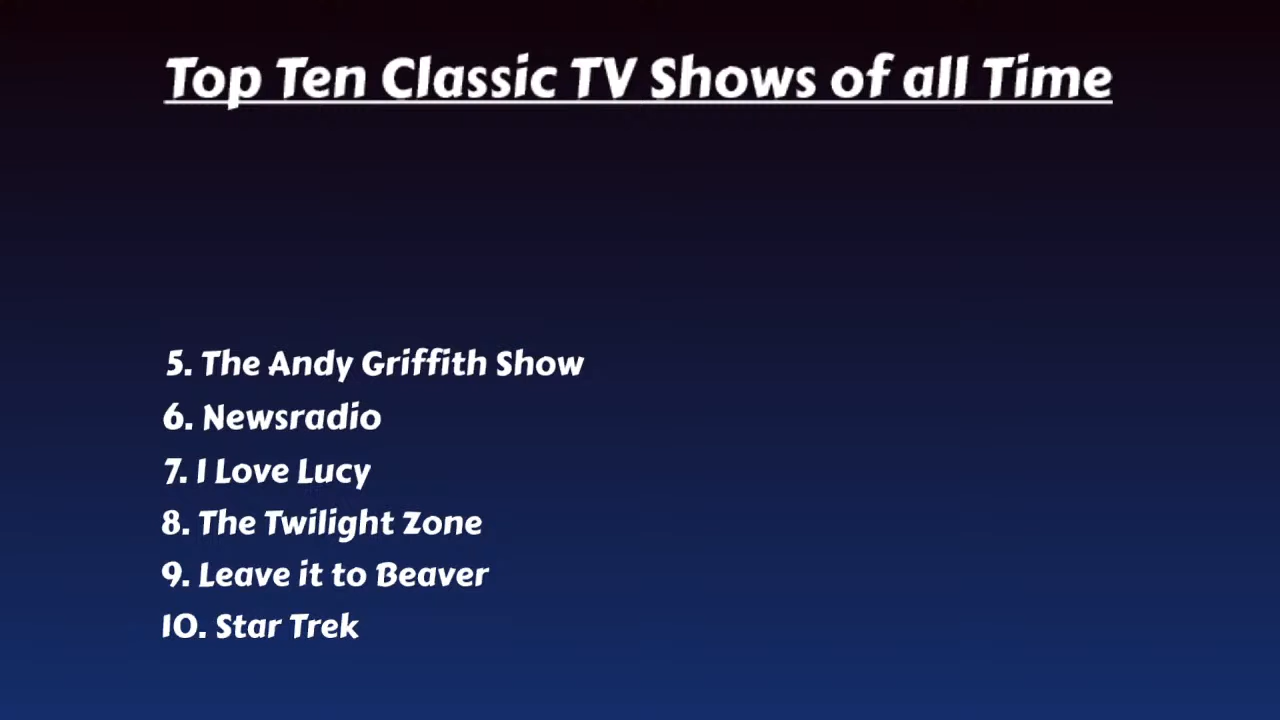 Top Ten Classic TV Shows of all Time
5. The Andy Griffith Show
6. Newsradio
7. I Love Lucy
8. The Twilight Zone
9. Leave it to Beaver
10. Star Trek